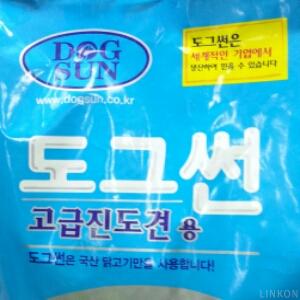 DOG
SUN
www.dogsun.co.kr
도그썬은
세계적인 기업에서
생산하여 믿을 수 있습니다
도그썬
고급진도견용
도그썬은 국산 닭고기만을 사용합니다!
LINKON